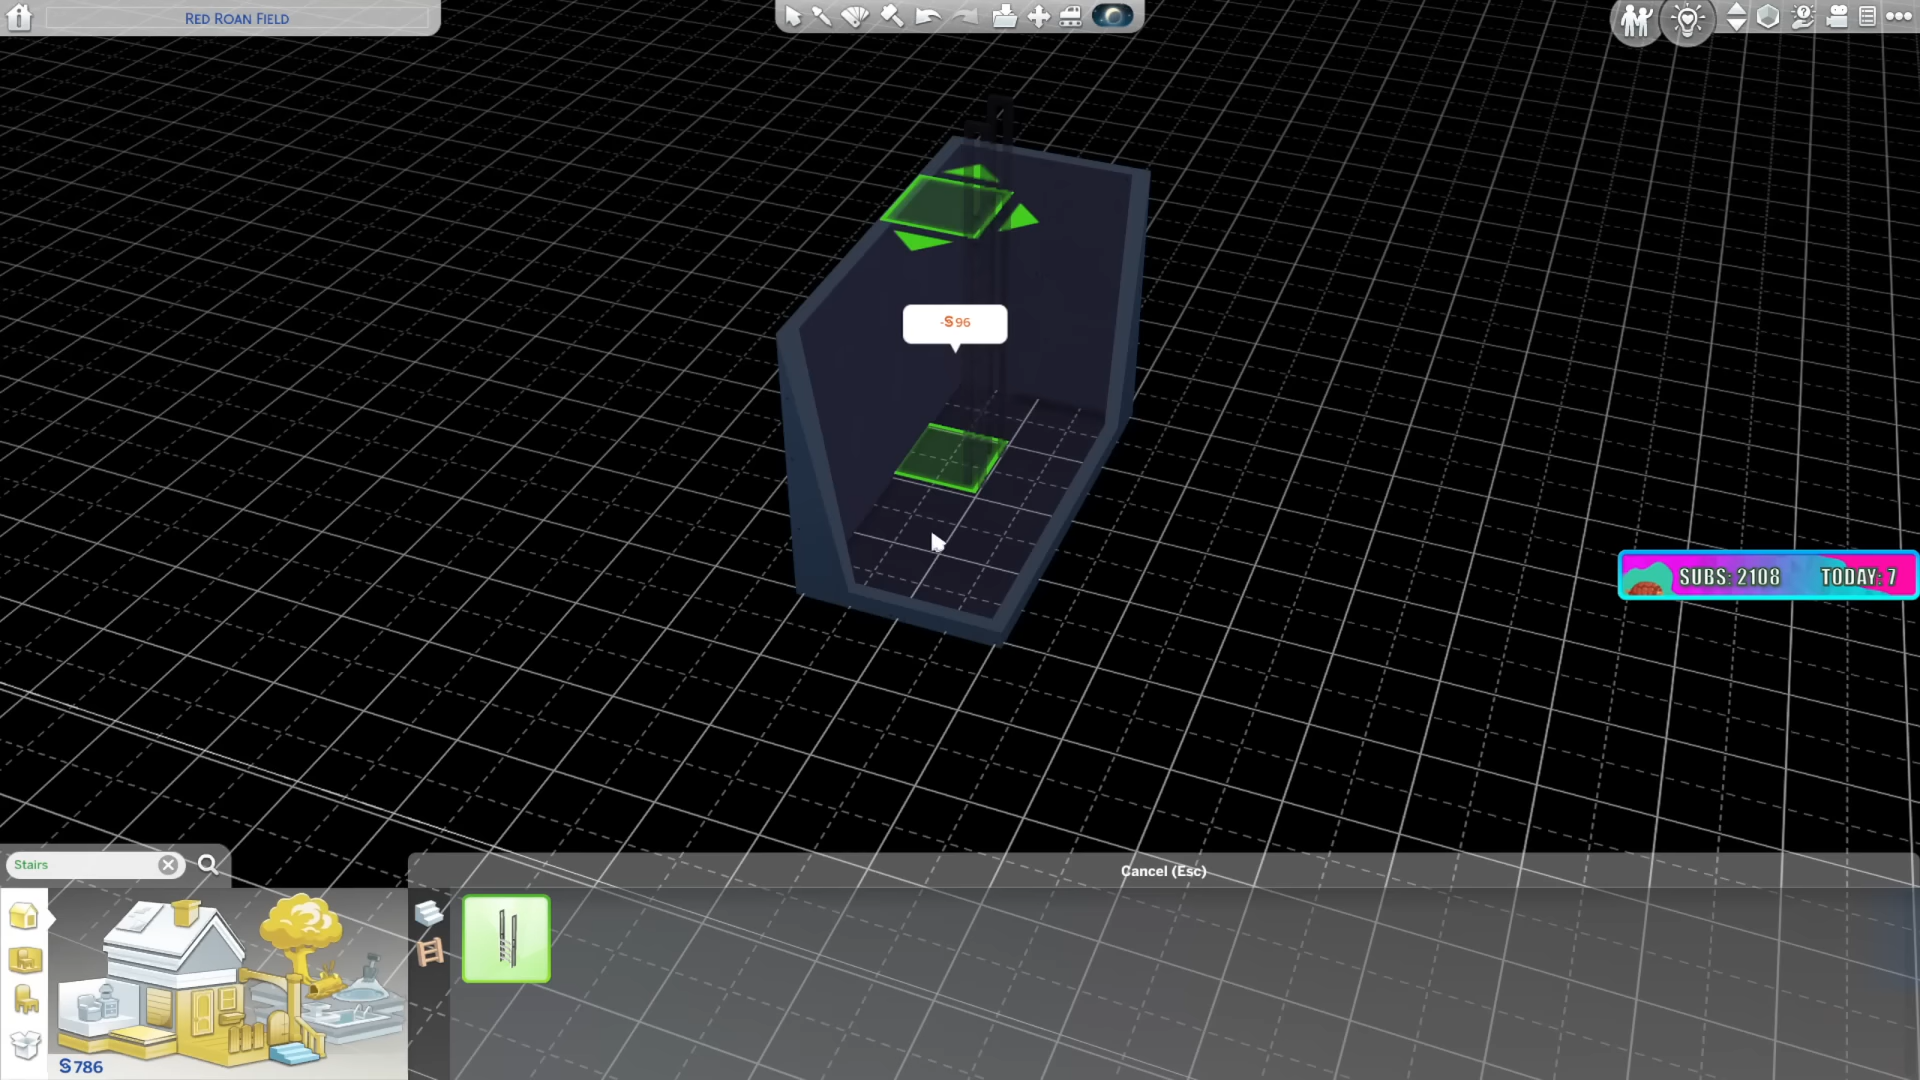 Red Roan Field
-§96
SUBS: 2108 TODAY: 7
Stairs
Cancel (Esc)
§786